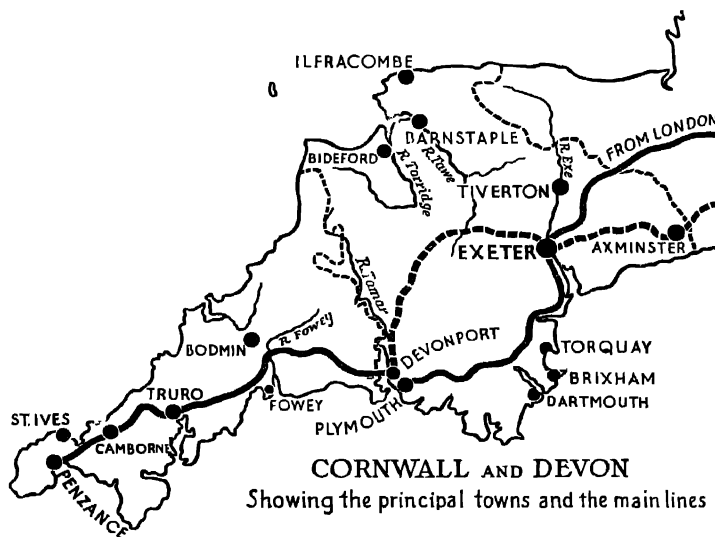 ILFRACOMBE
BARNSTAPLE
BIDEFORD
R. Tawe
R. Torridge
R. Exe
FROM LONDON
TIVERTON
EXETER
AXMINSTER
R. Tamar
R. Fowey
BODMIN
DEVONPORT
TORQUAY
BRIXHAM
DARTMOUTH
TRURO
FOWEY
PLYMOUTH
ST. IVES
CAMBORNE
PENZANCE
CORNWALL AND DEVON
Showing the principal towns and the main lines